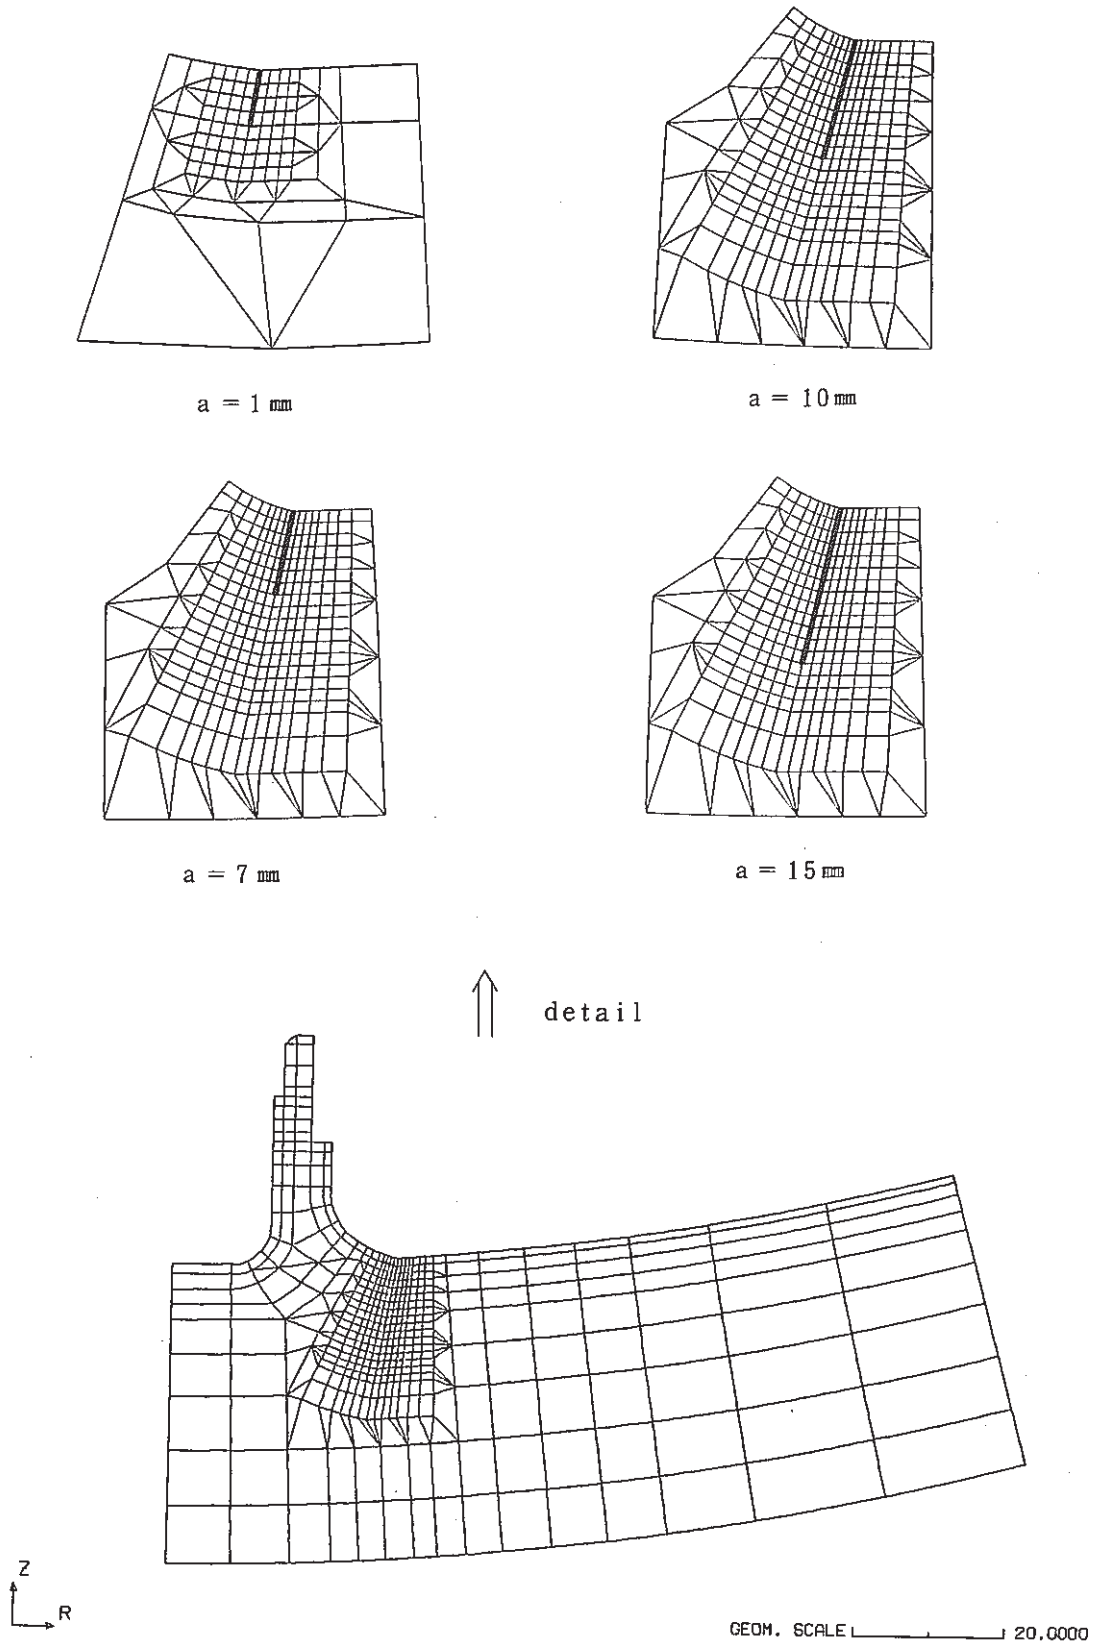 a = 1 mm
a = 10 mm
a = 7 mm
a = 15 mm
detail
Z
R
GEOM. SCALE 20.0000